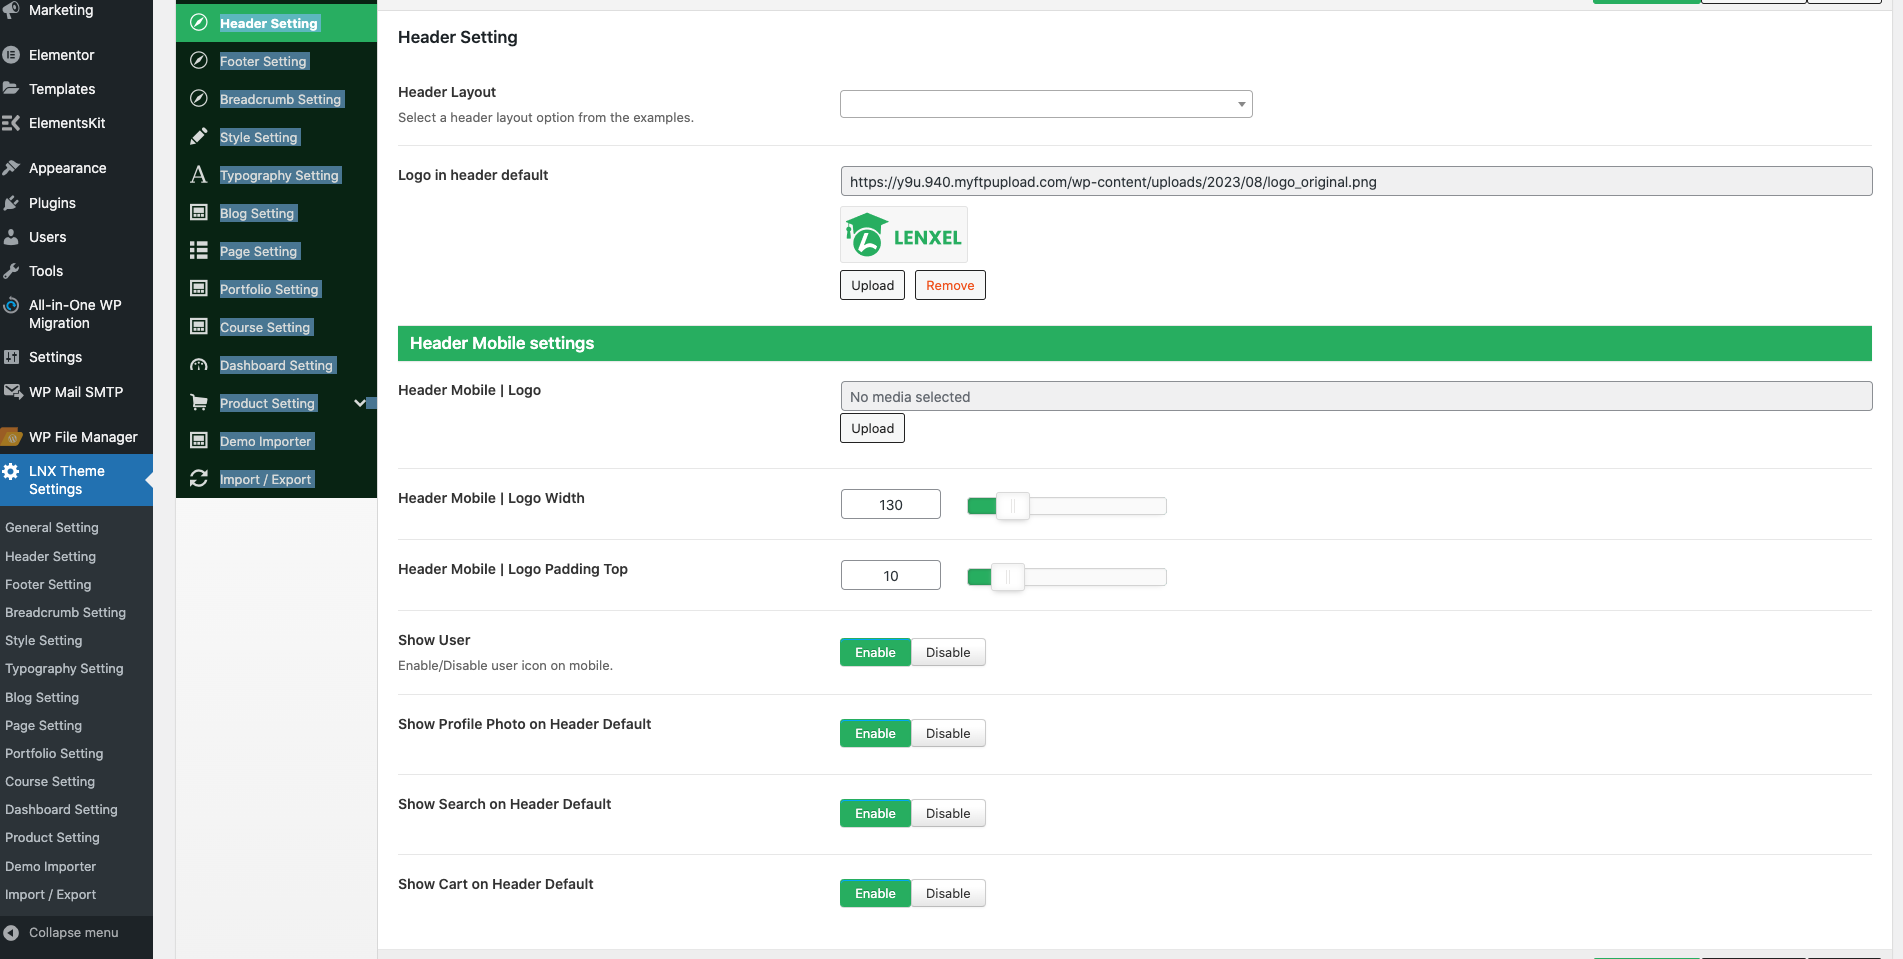 Marketing
Elementor
Templates
ElementsKit
Appearance
Plugins
Users
Tools
All-in-One WP
Migration
Settings
WP Mail SMTP
WP File Manager
LNX Theme
Settings
General Setting
Header Setting
Footer Setting
Breadcrumb Setting
Style Setting
Typography Setting
Blog Setting
Page Setting
Portfolio Setting
Course Setting
Dashboard Setting
Product Setting
Demo Importer
Import / Export
Collapse menu
Header Setting
Footer Setting
Breadcrumb Setting
Style Setting
Typography Setting
Blog Setting
Page Setting
Portfolio Setting
Course Setting
Dashboard Setting
Product Setting
Demo Importer
Import / Export
Header Setting
Header Layout
Select a header layout option from the examples.
Logo in header default
https://y9u.940.myftpupload.com/wp-content/uploads/2023/08/logo_original.png
LENXEL
Upload Remove
Header Mobile settings
Header Mobile | Logo
No media selected
Upload
Header Mobile | Logo Width
130
Header Mobile | Logo Padding Top
10
Show User
Enable/Disable user icon on mobile.
Enable Disable
Show Profile Photo on Header Default
Enable Disable
Show Search on Header Default
Enable Disable
Show Cart on Header Default
Enable Disable